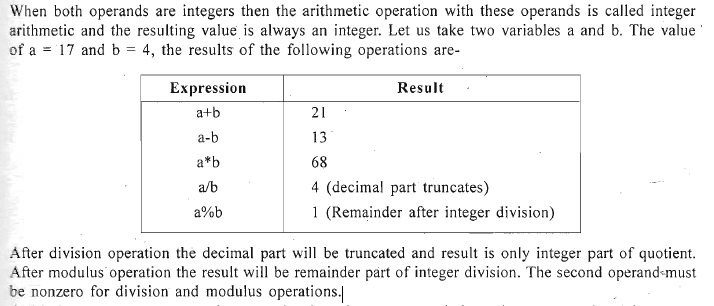 When both operands are integers then the arithmetic operation with these operands is called integer
arithmetic and the resulting value is always an integer. Let us take two variables a and b. The value
of a = 17 and b = 4, the results of the following operations are-
Expression Result
a+b 21
a-b 13
a*b 68
a/b 4 (decimal part truncates)
a%b 1 (Remainder after integer division)
After division operation the decimal part will be truncated and result is only integer part of quotient.
After modulus operation the result will be remainder part of integer division. The second operand must
be nonzero for division and modulus operations.